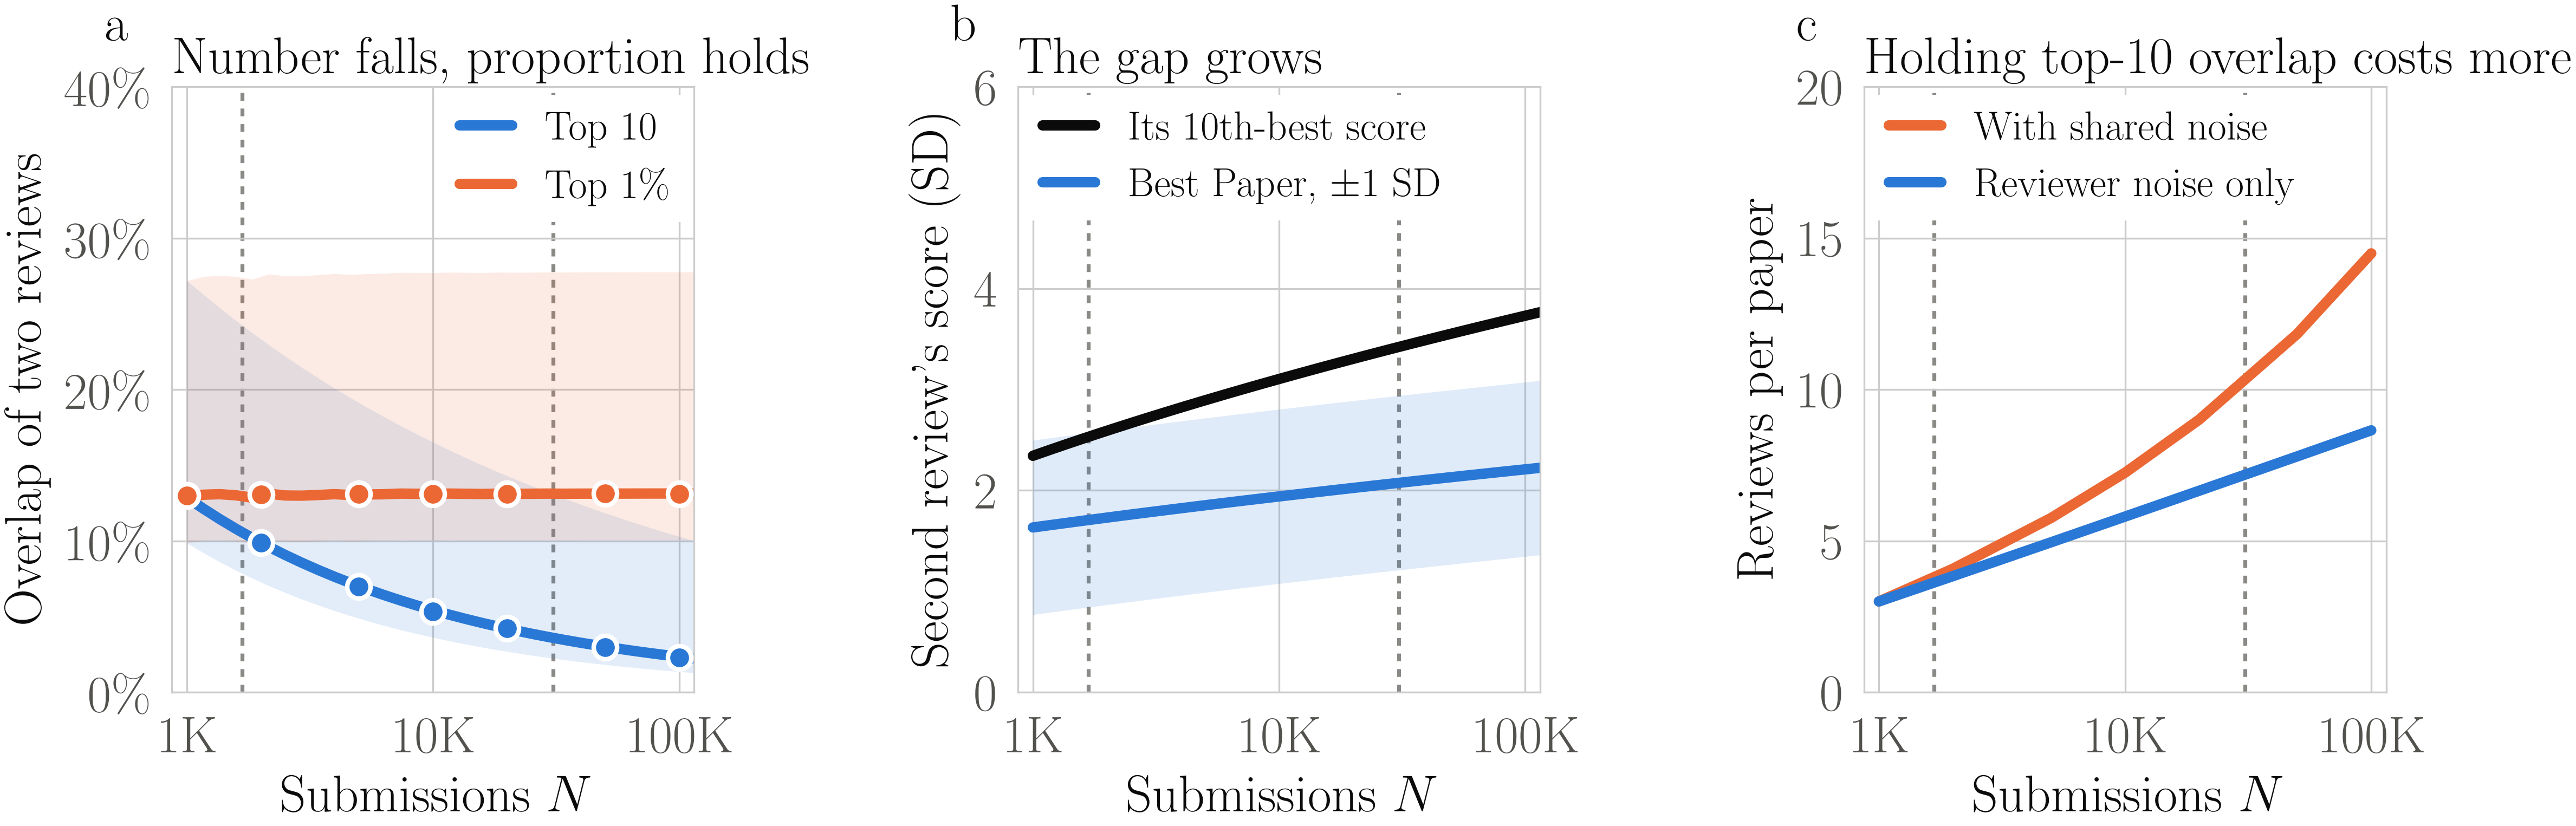 a
Number falls, proportion holds
Overlap of two reviews
40%
30%
20%
10%
0%
Top 10
Top 1%
1K
10K
100K
Submissions N
b
The gap grows
Second review's score (SD)
6
4
2
0
Its 10th-best score
Best Paper, ±1 SD
1K
10K
100K
Submissions N
c
Holding top-10 overlap costs more
Reviews per paper
20
15
10
5
0
With shared noise
Reviewer noise only
1K
10K
100K
Submissions N